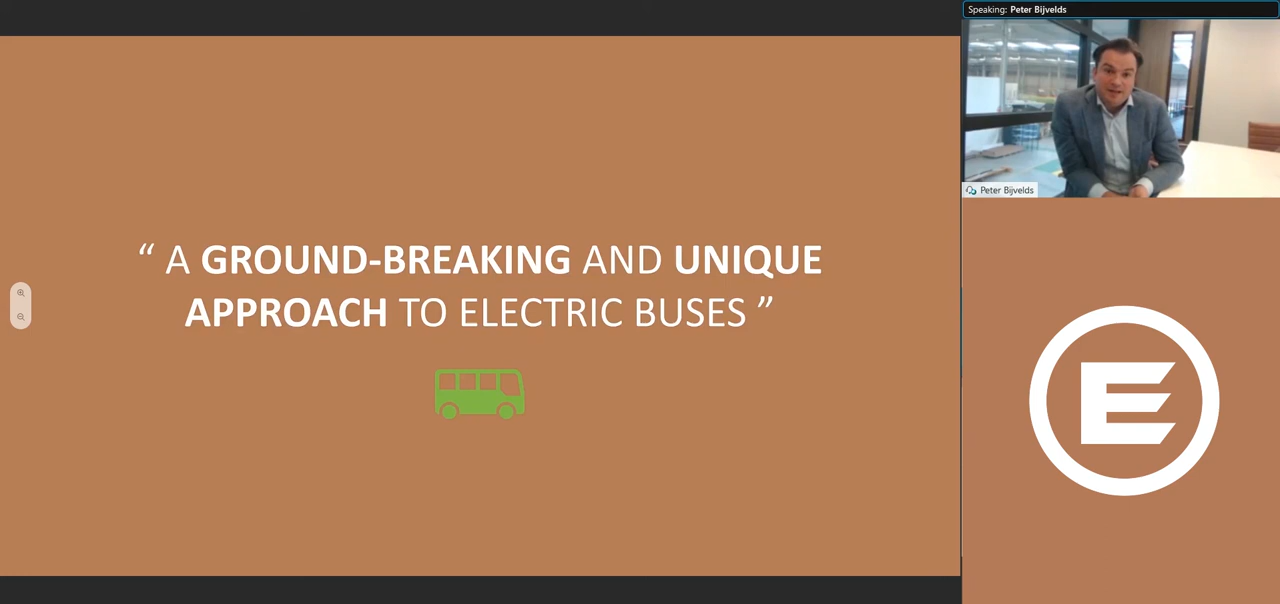 Speaking: Peter Bijvelds
Peter Bijvelds
“ A GROUND-BREAKING AND UNIQUE
APPROACH TO ELECTRIC BUSES ”
E